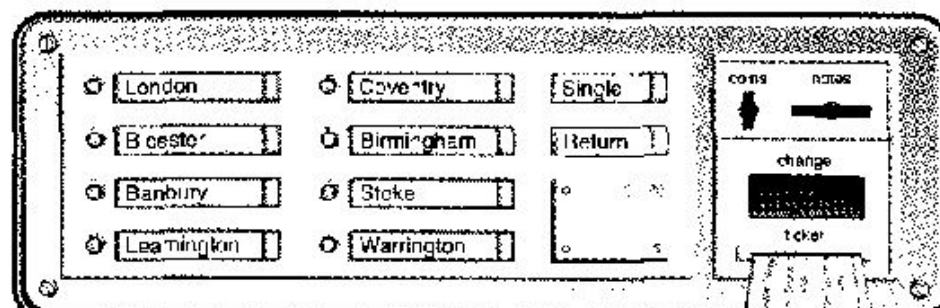 London
Bicester
Banbury
Leamington
Coventry
Birmingham
Stoke
Warrington
Single
Return
coins notes
change
ticket